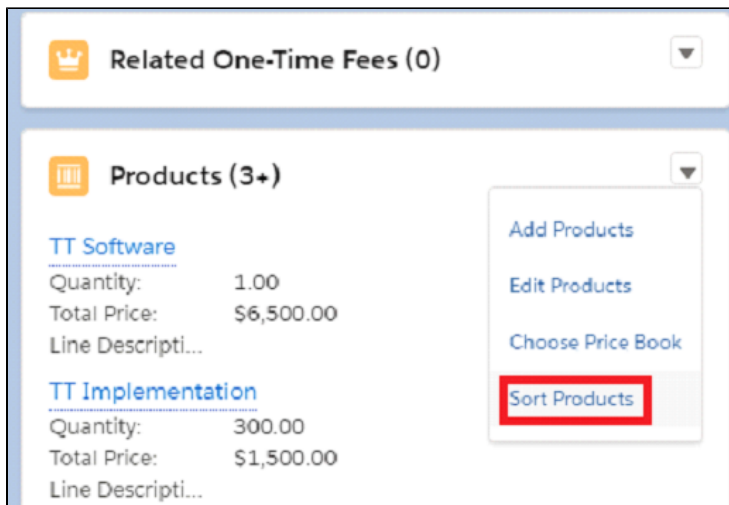 Related One-Time Fees (0)
Products (3+)
Add Products
Edit Products
Choose Price Book
Sort Products
TT Software
Quantity: 1.00
Total Price: $6,500.00
Line Descripti...
TT Implementation
Quantity: 300.00
Total Price: $1,500.00
Line Descripti...